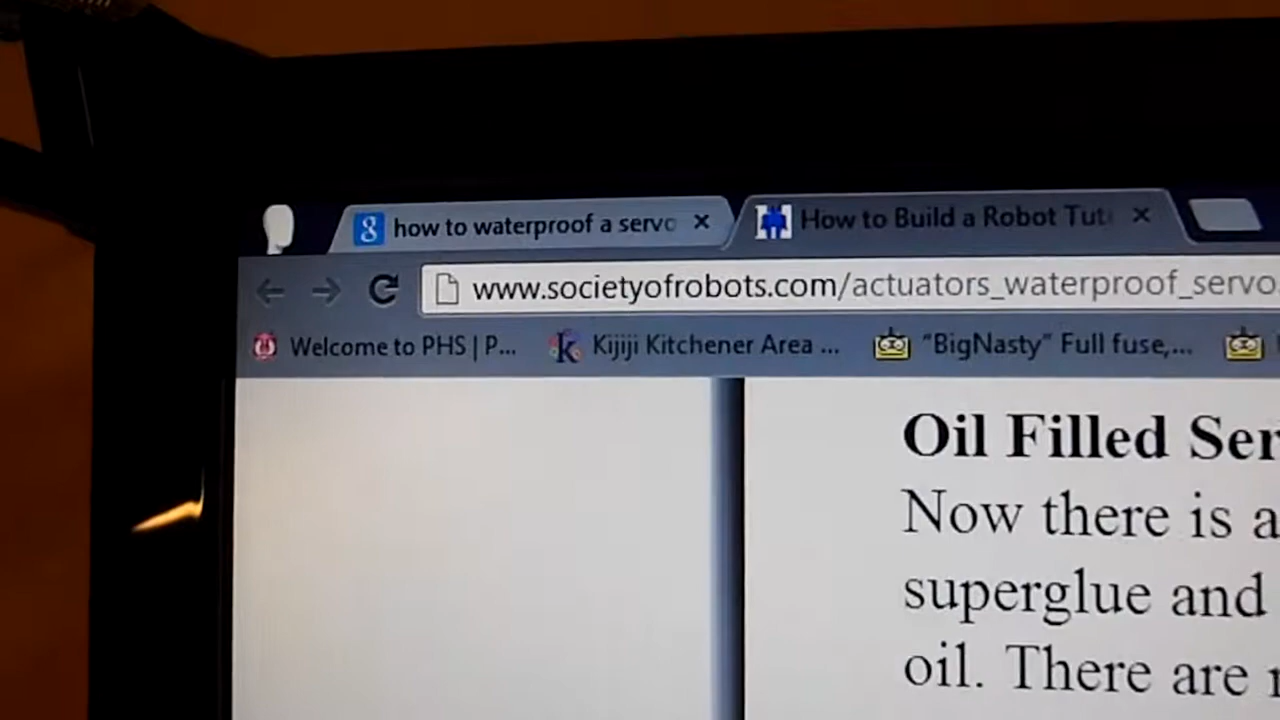 how to waterproof a servo
How to Build a Robot Tut
www.societyofrobots.com/actuators_waterproof_servo
Welcome to PHS | P...
Kijiji Kitchener Area ...
"BigNasty" Full fuse,...
Oil Filled Ser
Now there is a
superglue and
oil. There are